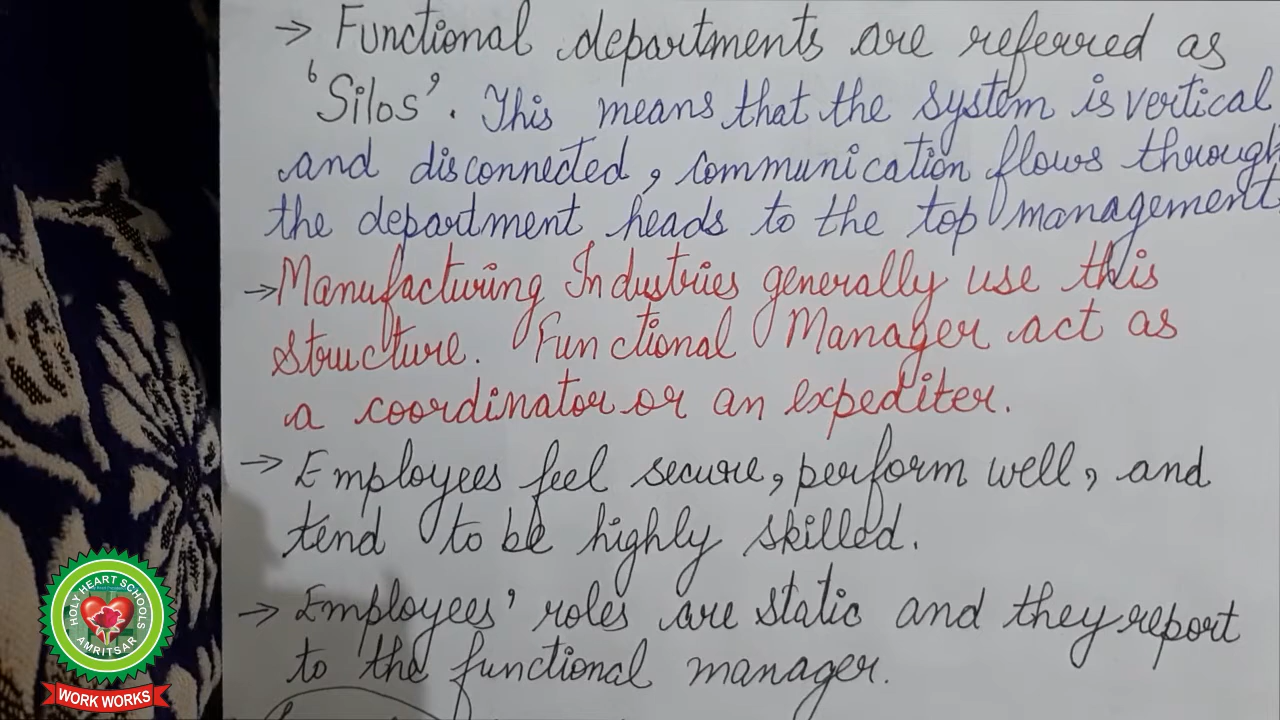 → Functional departments are referred as
'Silos'. This means that the system is vertical
and disconnected, communication flows through
the department heads to the top management
→ Manufacturing Industries generally use this
structure. Functional Manager act as
a coordinator or an expediter.
→ Employees feel secure, perform well, and
tend to be highly skilled.
→ Employees' roles are static and they report
to the functional manager.
HOLY HEART SCHOOLS
AMRITSAR
WORK WORKS